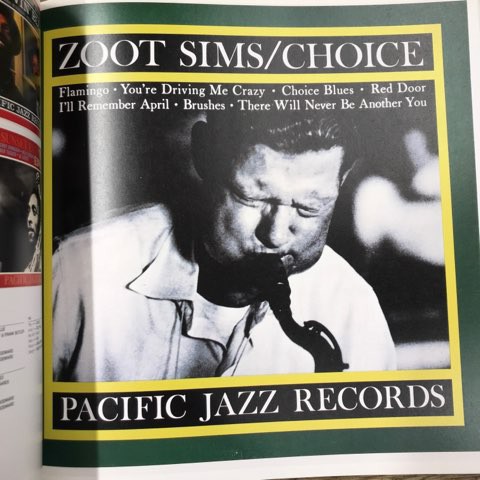 ZOOT SIMS/CHOICE
Flamingo · You're Driving Me Crazy · Choice Blues · Red Door
I'll Remember April · Brushes · There Will Never Be Another You
PACIFIC JAZZ RECORDS